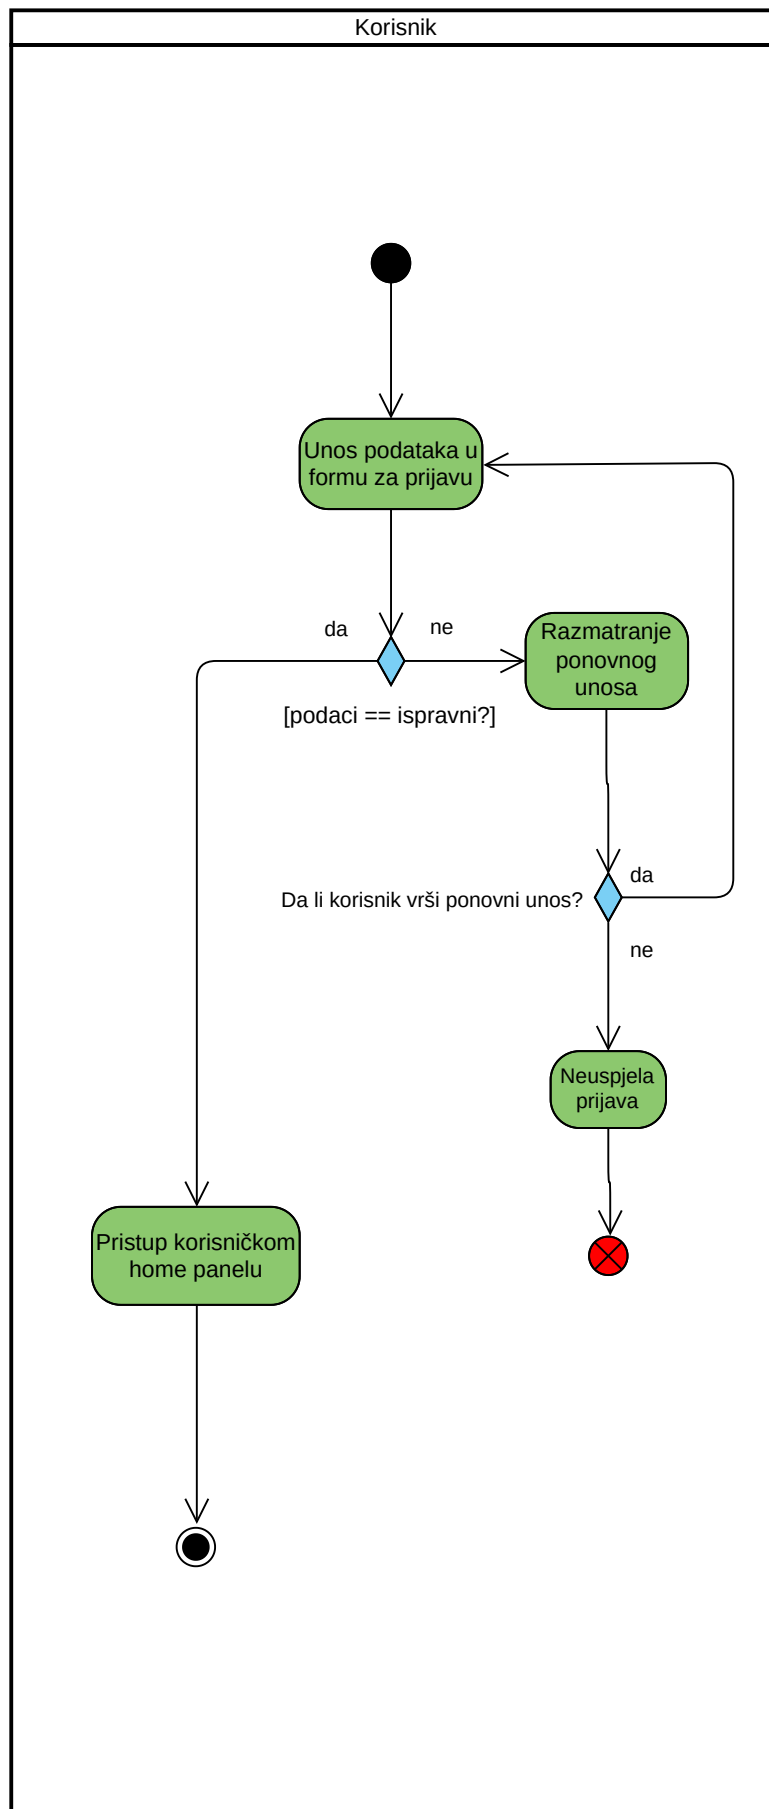 Korisnik
Unos podataka u
formu za prijavu
da
ne
Razmatranje
ponovnog
unosa
[podaci == ispravni?]
da
Da li korisnik vrši ponovni unos?
ne
Neuspjela
prijava
Pristup korisničkom
home panelu